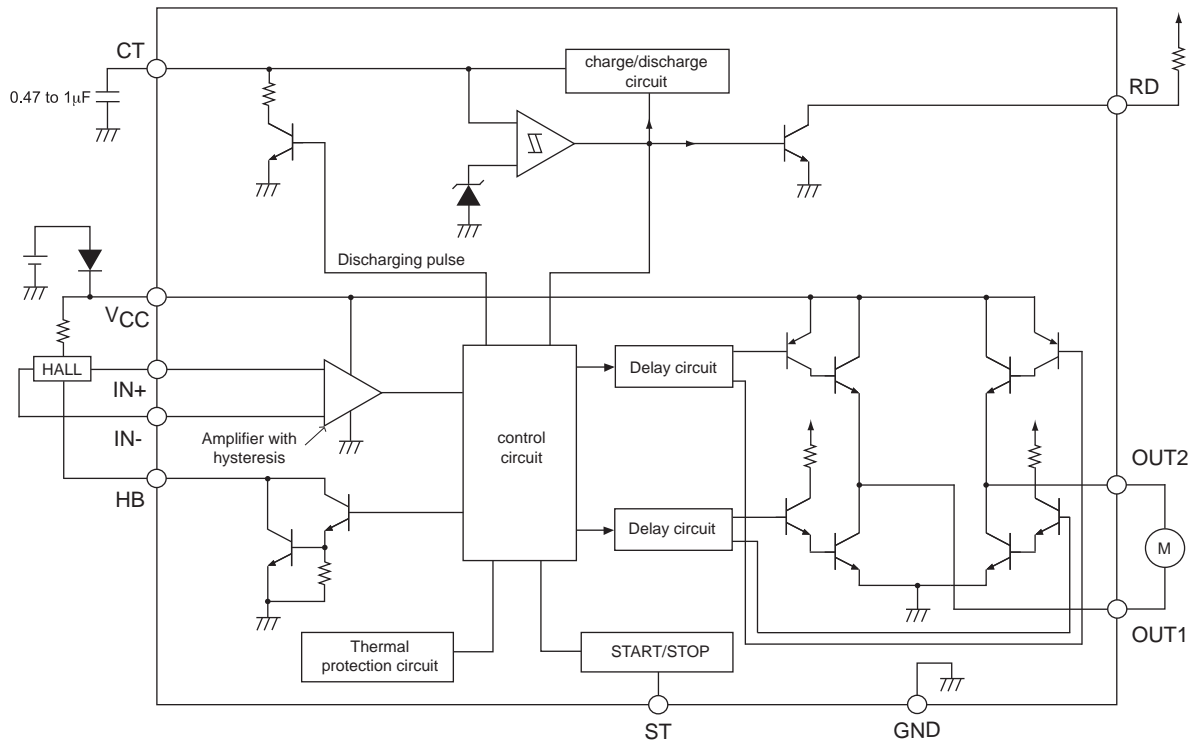 CT
charge/discharge
circuit
RD
0.47 to 1μF
Discharging pulse
VCC
HALL
IN+
Delay circuit
IN-
Amplifier with
hysteresis
control
circuit
OUT2
HB
Delay circuit
M
OUT1
Thermal
protection circuit
START/STOP
ST
GND